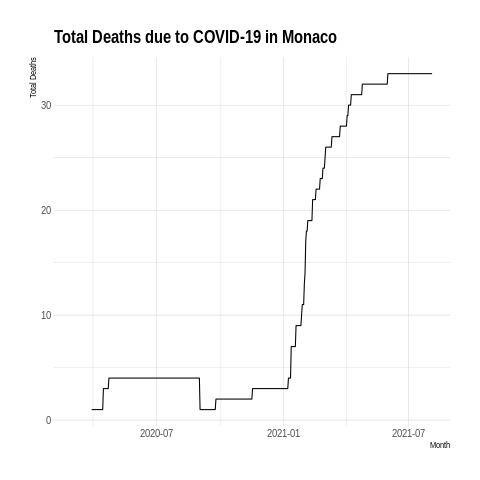 Total Deaths due to COVID-19 in Monaco
Total Deaths
30
20
10
0
2020-07
2021-01
2021-07
Month